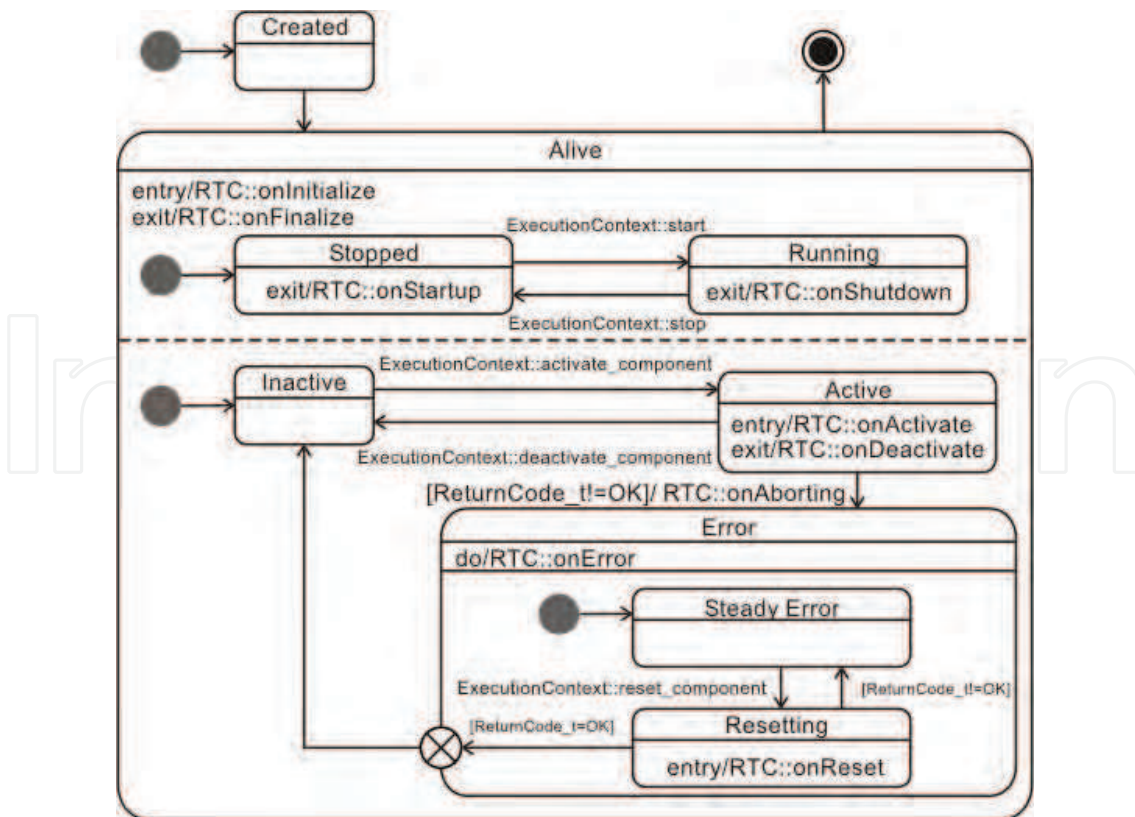 Created
Alive
entry/RTC::onInitialize
exit/RTC::onFinalize
ExecutionContext::start
Stopped
exit/RTC::onStartup
Running
exit/RTC::onShutdown
ExecutionContext::stop
ExecutionContext::activate_component
Inactive
Active
entry/RTC::onActivate
exit/RTC::onDeactivate
ExecutionContext::deactivate_component
[ReturnCode_t!=OK]/ RTC::onAborting
Error
do/RTC::onError
Steady Error
ExecutionContext::reset_component
[ReturnCode_t!=OK]
[ReturnCode_t=OK]
Resetting
entry/RTC::onReset